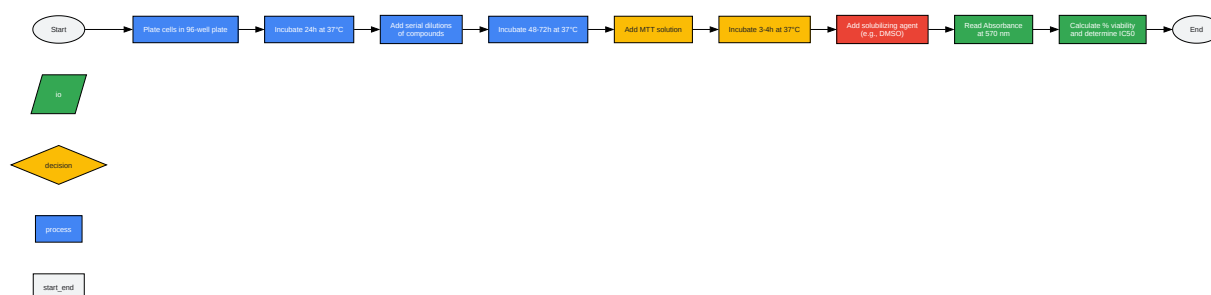 Start
Plate cells in 96-well plate
Incubate 24h at 37°C
Add serial dilutions
of compounds
Incubate 48-72h at 37°C
Add MTT solution
Incubate 3-4h at 37°C
Add solubilizing agent
(e.g., DMSO)
Read Absorbance
at 570 nm
Calculate % viability
and determine IC50
End
io
decision
process
start_end